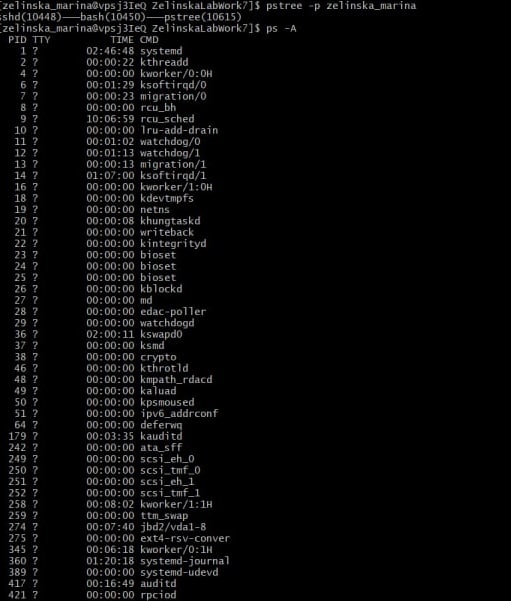 [zelinska_marina@vpsj3IeQ ZelinskaLabWork7]$ pstree -p zelinska_marina
sshd(10448)───bash(10450)───pstree(10615)
[zelinska_marina@vpsj3IeQ ZelinskaLabWork7]$ ps -A
PID TTY TIME CMD
1 ? 02:46:48 systemd
2 ? 00:00:22 kthreadd
4 ? 00:00:00 kworker/0:0H
6 ? 00:01:29 ksoftirqd/0
7 ? 00:00:23 migration/0
8 ? 00:00:00 rcu_bh
9 ? 10:06:59 rcu_sched
10 ? 00:00:00 lru-add-drain
11 ? 00:01:02 watchdog/0
12 ? 00:01:13 watchdog/1
13 ? 00:00:13 migration/1
14 ? 01:07:00 ksoftirqd/1
16 ? 00:00:00 kworker/1:0H
18 ? 00:00:00 kdevtmpfs
19 ? 00:00:00 netns
20 ? 00:00:08 khungtaskd
21 ? 00:00:00 writeback
22 ? 00:00:00 kintegrityd
23 ? 00:00:00 bioset
24 ? 00:00:00 bioset
25 ? 00:00:00 bioset
26 ? 00:00:00 kblockd
27 ? 00:00:00 md
28 ? 00:00:00 edac-poller
29 ? 00:00:00 watchdogd
36 ? 02:00:11 kswapd0
37 ? 00:00:00 ksmd
38 ? 00:00:00 crypto
46 ? 00:00:00 kthrotld
48 ? 00:00:00 kmpath_rdacd
49 ? 00:00:00 kaluad
50 ? 00:00:00 kpsmoused
51 ? 00:00:00 ipv6_addrconf
64 ? 00:00:00 deferwq
179 ? 00:03:35 kauditd
242 ? 00:00:00 ata_sff
249 ? 00:00:00 scsi_eh_0
250 ? 00:00:00 scsi_tmf_0
251 ? 00:00:00 scsi_eh_1
252 ? 00:00:00 scsi_tmf_1
258 ? 00:08:02 kworker/1:1H
259 ? 00:00:00 ttm_swap
274 ? 00:07:40 jbd2/vda1-8
275 ? 00:00:00 ext4-rsv-conver
345 ? 00:06:18 kworker/0:1H
360 ? 01:20:18 systemd-journal
389 ? 00:00:00 systemd-udevd
417 ? 00:16:49 auditd
421 ? 00:00:00 rpciod